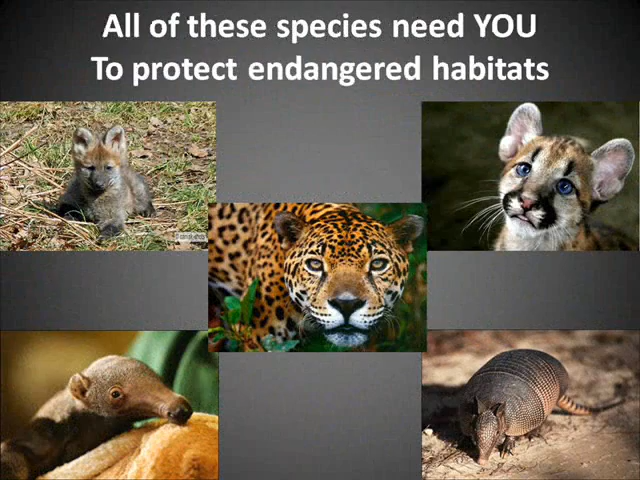 All of these species need YOU
To protect endangered habitats